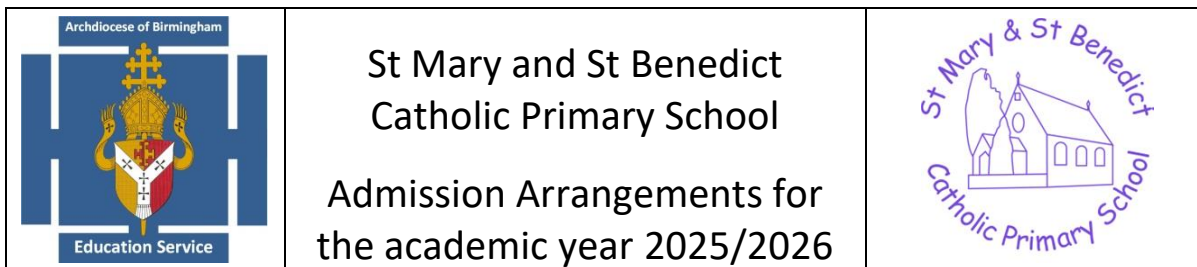 Archdiocese of Birmingham
Education Service
St Mary and St Benedict
Catholic Primary School
Admission Arrangements for
the academic year 2025/2026
St Mary & St Benedict
Catholic Primary School